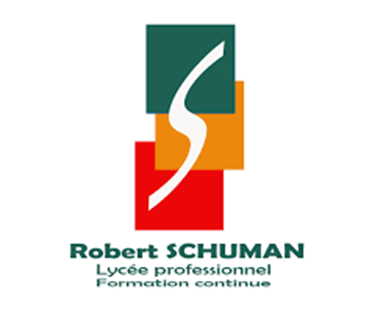 S
Robert SCHUMAN
Lycée professionnel
Formation continue